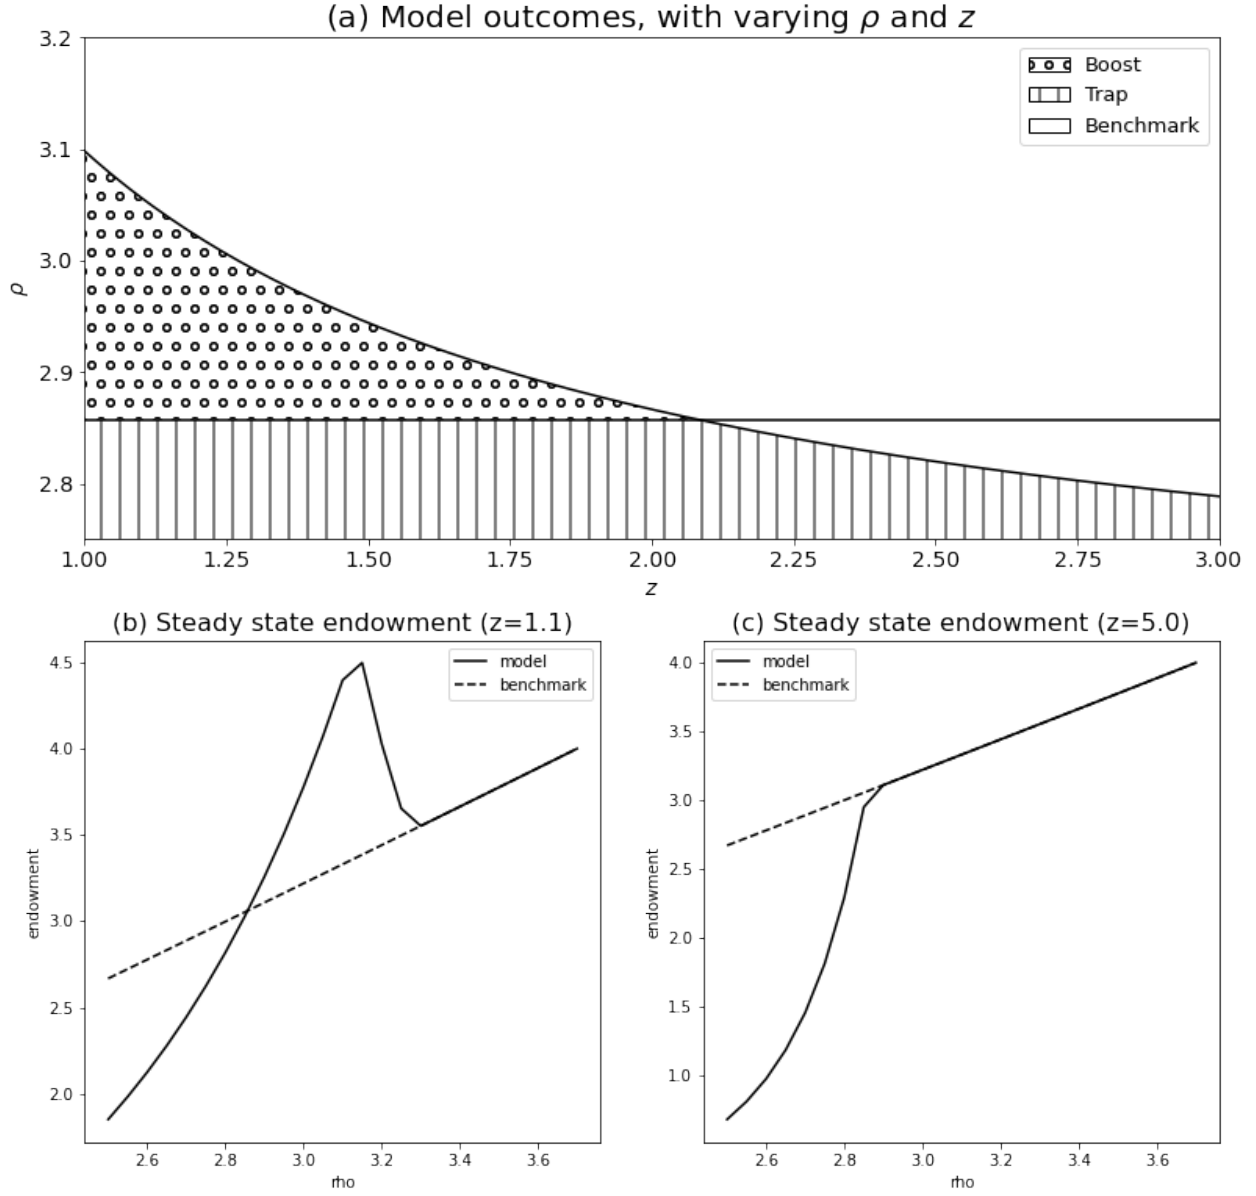 (a) Model outcomes, with varying ρ and z
3.2
3.1
3.0
2.9
2.8
ρ
Boost
Trap
Benchmark
1.00 1.25 1.50 1.75 2.00 2.25 2.50 2.75 3.00
z
(b) Steady state endowment (z=1.1)
4.5
4.0
3.5
3.0
2.5
2.0
endowment
model
benchmark
2.6 2.8 3.0 3.2 3.4 3.6
rho
(c) Steady state endowment (z=5.0)
4.0
3.5
3.0
2.5
2.0
1.5
1.0
endowment
model
benchmark
2.6 2.8 3.0 3.2 3.4 3.6
rho